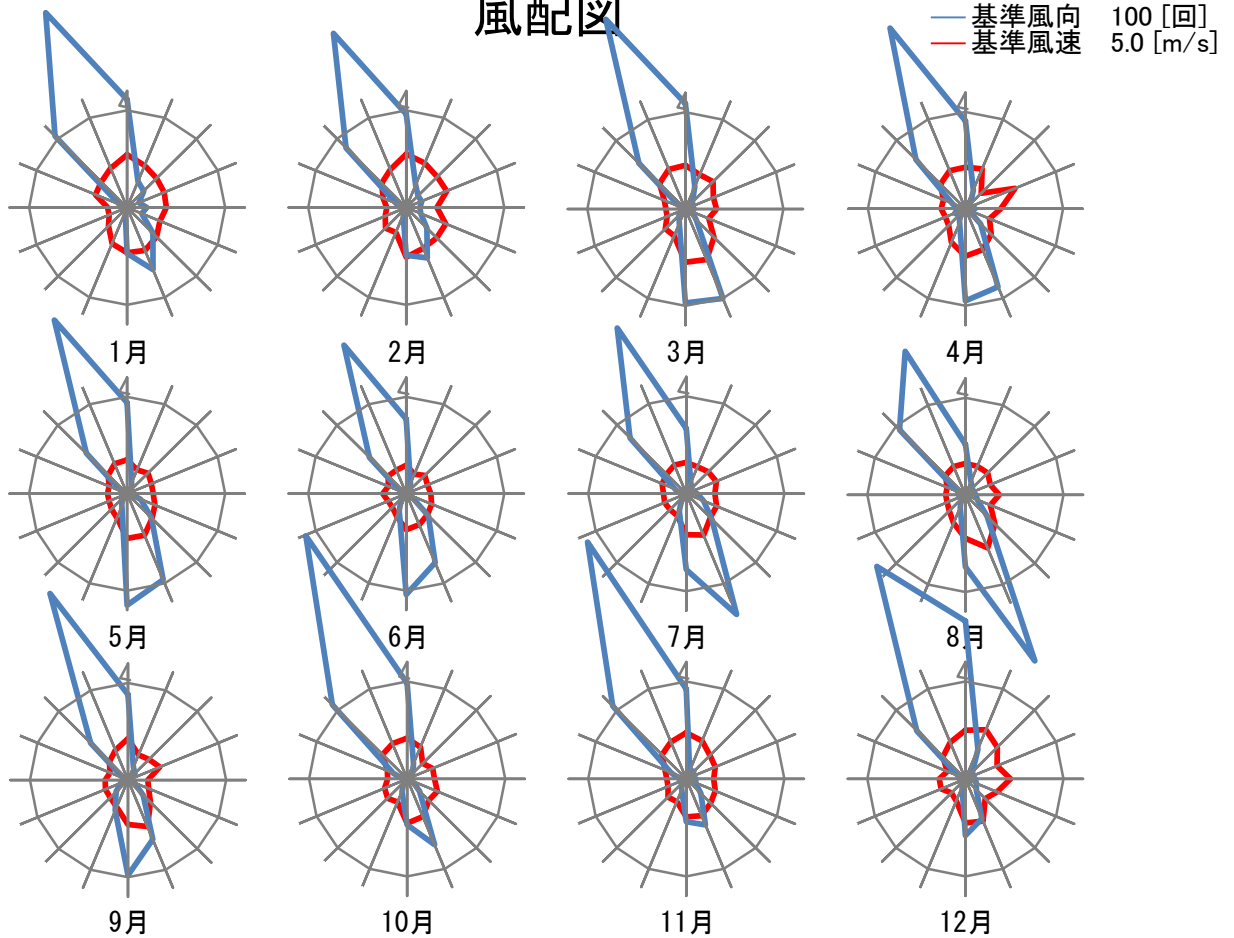 風配図
基準風向 100 [回]
基準風速 5.0 [m/s]
1月
2月
3月
4月
5月
6月
7月
8月
9月
10月
11月
12月